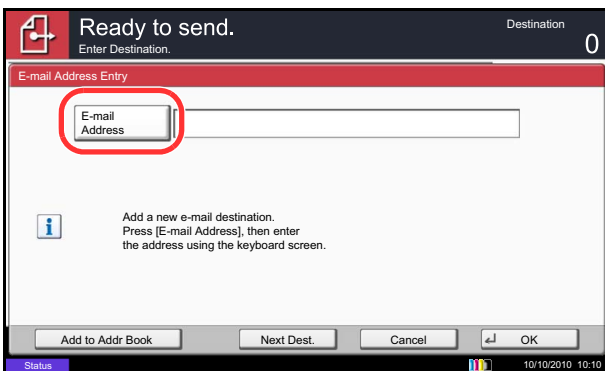 Ready to send.
Destination
Enter Destination.
0
E-mail Address Entry
E-mail
Address
Add a new e-mail destination.
Press [E-mail Address], then enter
the address using the keyboard screen.
Add to Addr Book
Next Dest.
Cancel
OK
Status
10/10/2010 10:10